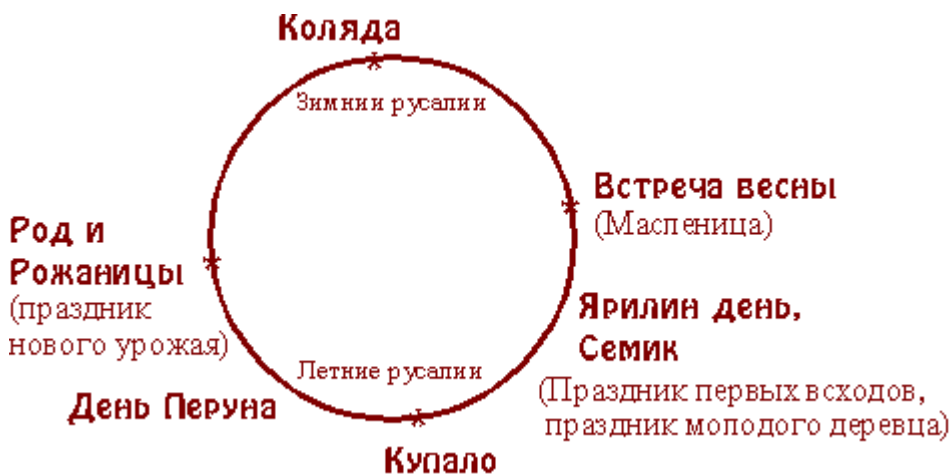 Коляда
Зимнии русалии
Встреча весны
(Масленица)
Род и
Рожаницы
(праздник
нового урожая)
Ярилин день,
Семик
(Праздник первых всходов,
праздник молодого деревца)
Летние русалии
День Перуна
Купало